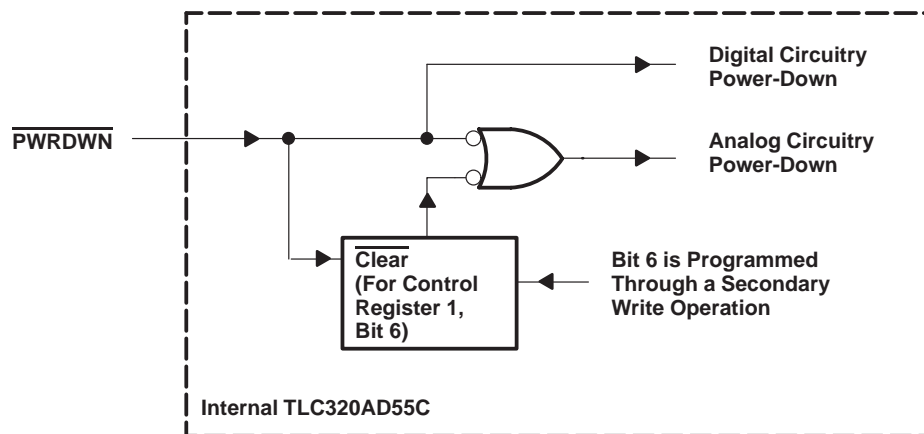 Digital Circuitry
Power-Down
PWRDWN
Analog Circuitry
Power-Down
Clear
(For Control
Register 1,
Bit 6)
Bit 6 is Programmed
Through a Secondary
Write Operation
Internal TLC320AD55C